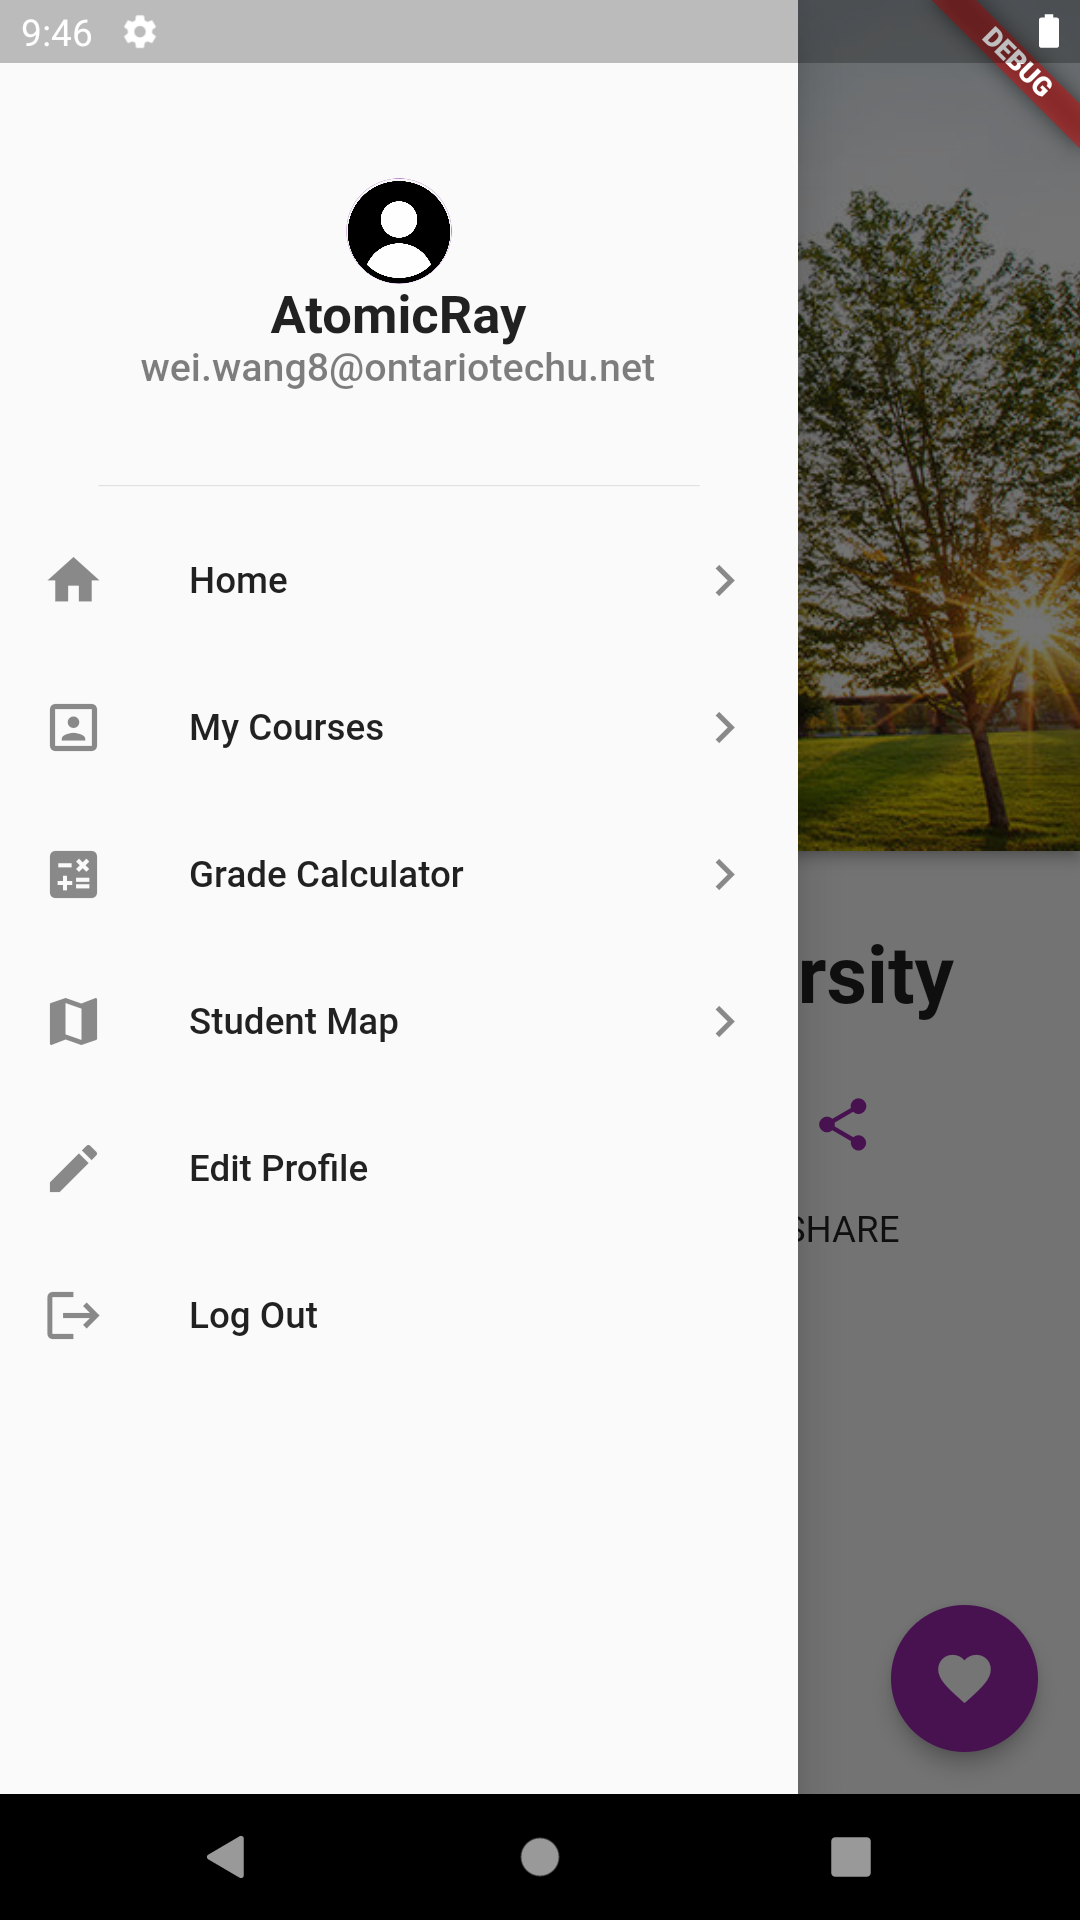 9:46
DEBUG
AtomicRay
wei.wang8@ontariotechu.net
Home
My Courses
Grade Calculator
Student Map
Edit Profile
Log Out
rsity
SHARE